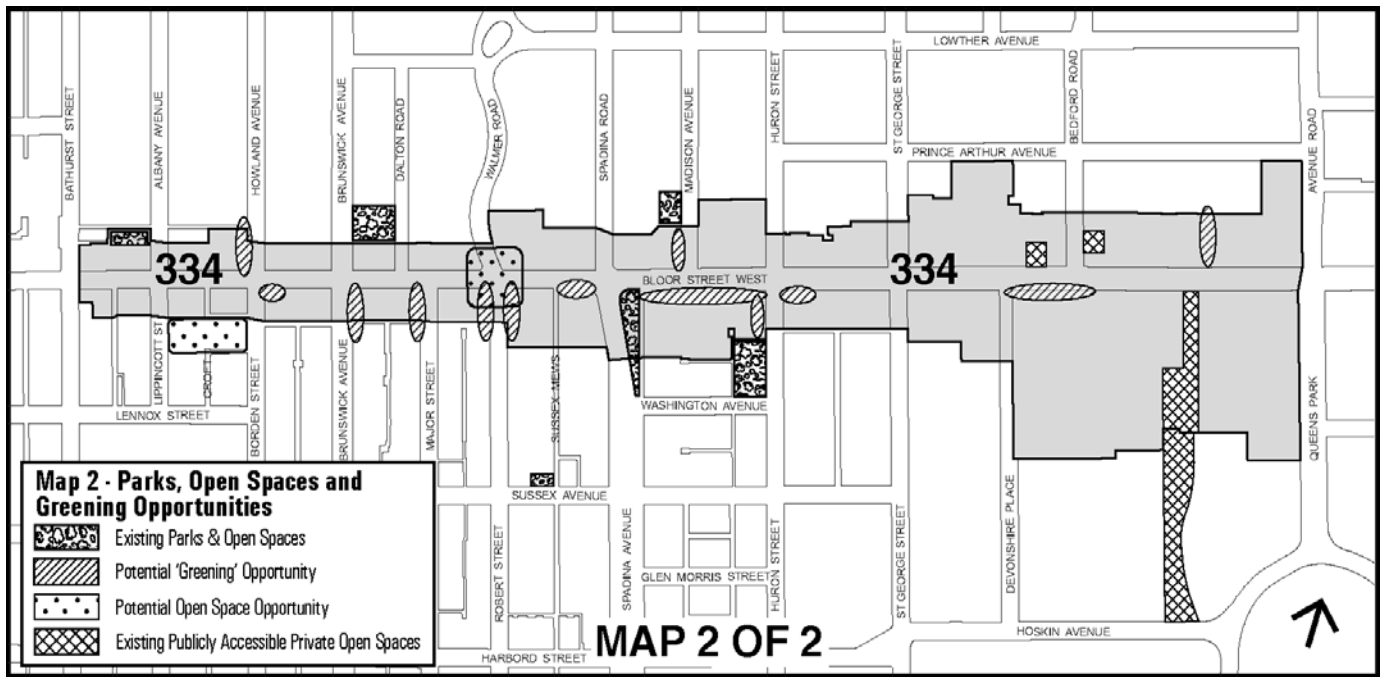 LOWTHER AVENUE
BATHURST STREET
ALBANY AVENUE
HOWLAND AVENUE
BRUNSWICK AVENUE
DALTON ROAD
WALMER ROAD
SPADINA ROAD
MADISON AVENUE
HURON STREET
ST GEORGE STREET
BEDFORD ROAD
AVENUE ROAD
PRINCE ARTHUR AVENUE
334
334
BLOOR STREET WEST
LIPPINCOTT ST
CROFT
BORDEN STREET
BRUNSWICK AVENUE
MAJOR STREET
SUSSEX MEWS
LENNOX STREET
WASHINGTON AVENUE
QUEENS PARK
SUSSEX AVENUE
ROBERT STREET
SPADINA AVENUE
HURON STREET
ST GEORGE STREET
DEVONSHIRE PLACE
GLEN MORRIS STREET
HOSKIN AVENUE
HARBORD STREET
MAP 2 OF 2
Map 2 - Parks, Open Spaces and
Greening Opportunities
Existing Parks & Open Spaces
Potential 'Greening' Opportunity
Potential Open Space Opportunity
Existing Publicly Accessible Private Open Spaces